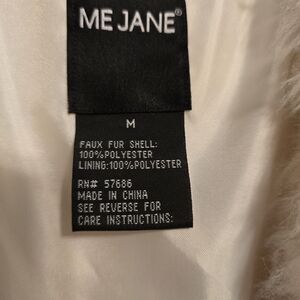 ME JANE®
M
FAUX FUR SHELL:
100%POLYESTER
LINING:100%POLYESTER
RN# 57686
MADE IN CHINA
SEE REVERSE FOR
CARE INSTRUCTIONS: